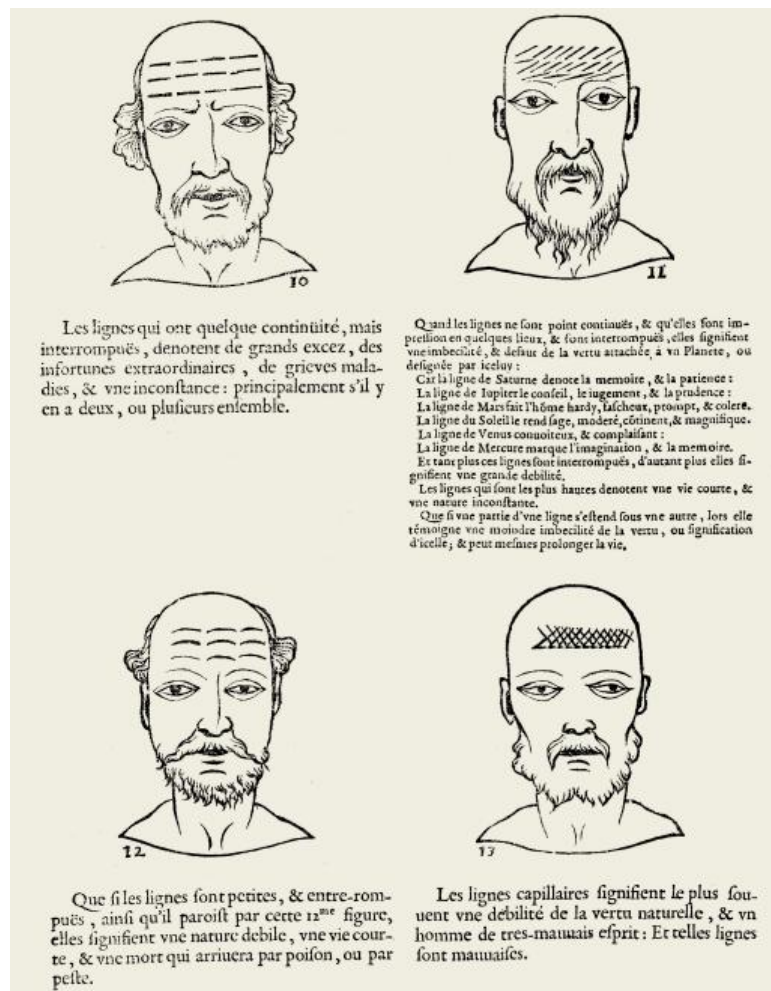 10
Les lignes qui ont quelque continüité, mais
interrompuës, denotent de grands excez, des
infortunes extraordinaires, de grieves mala-
dies, & vne inconſtance : principalement s'il y
en a deux, ou pluſieurs enſemble.
11
Quand les lignes ne ſont point continuës, & qu'elles ſont im-
preſſion en quelques lieux, & ſont interrompuës, elles ſignifient
vne imbecilité, & defaut de la vertu attachée à vn Planete, ou
deſignée par iceluy :
Car la ligne de Saturne denote la memoire, & la patience :
La ligne de Iupiter le conſeil, le iugement, & la prudence :
La ligne de Mars fait l'hôme hardy, faſcheux, prompt, & colere.
La ligne du Soleil le rend ſage, moderé, côtinent, & magnifique.
La ligne de Venus conuoiteux, & complaiſant :
La ligne de Mercure marque l'imagination, & la memoire.
Et tant plus ces lignes ſont interrompuës, d'autant plus elles ſi-
gnifient vne grande debilité.
Les lignes qui ſont les plus hautes denotent vne vie courte, &
vne nature inconſtante.
Que ſi vne partie d'vne ligne s'eſtend ſous vne autre, lors elle
témoigne vne moindre imbecilité de la vertu, ou ſignification
d'icelle ; & peut meſmes prolonger la vie.
12
Que ſi les lignes ſont petites, & entre-rom-
puës, ainſi qu'il paroiſt par cette 12me figure,
elles ſignifient vne nature debile, vne vie cour-
te, & vne mort qui arriuera par poiſon, ou par
peſte.
13
Les lignes capillaires ſignifient le plus ſou-
uent vne debilité de la vertu naturelle, & vn
homme de tres-mauuais eſprit : Et telles lignes
ſont mauuaiſes.